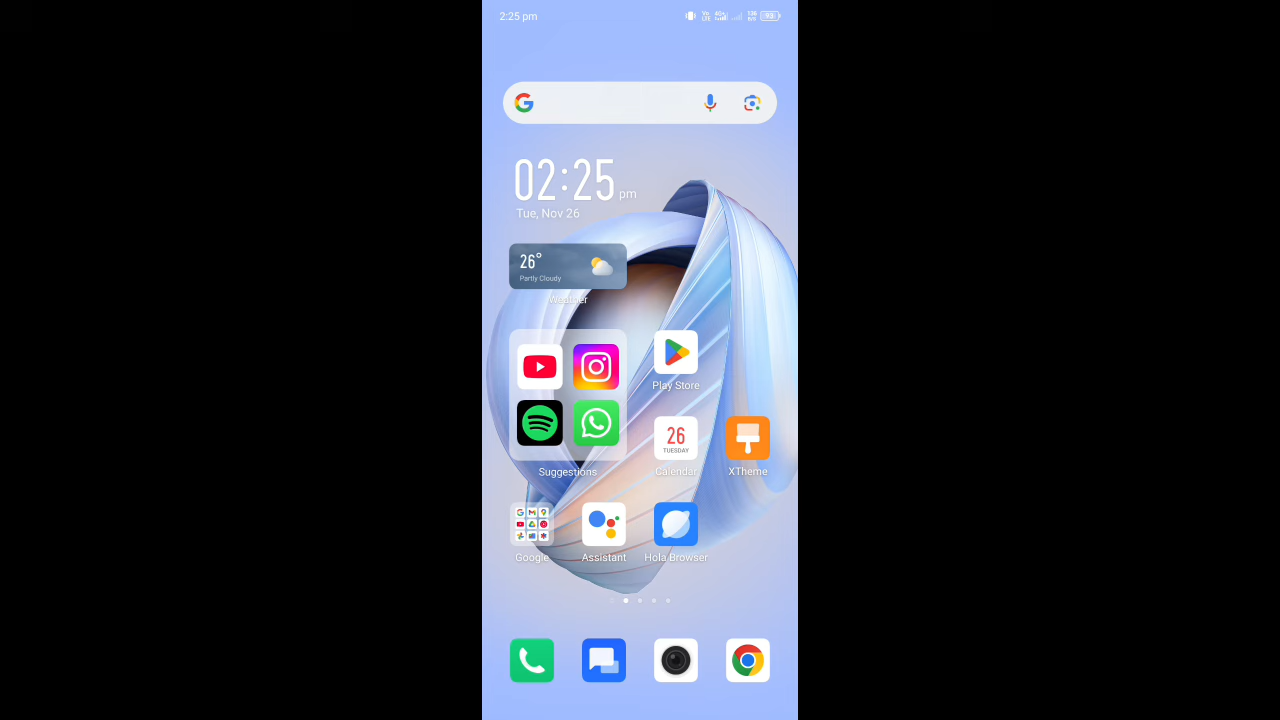 2:25 pm
93
02:25 pm
Tue, Nov 26
26°
Partly Cloudy
Weather
Play Store
26
TUESDAY
Calendar
XTheme
Suggestions
Google
Assistant
Hola Browser